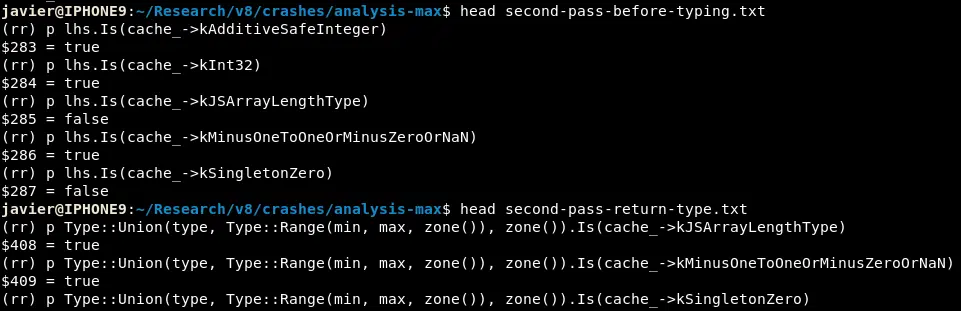 javier@IPHONE9:~/Research/v8/crashes/analysis-max$ head second-pass-before-typing.txt
(rr) p lhs.Is(cache_->kAdditiveSafeInteger)
$283 = true
(rr) p lhs.Is(cache_->kInt32)
$284 = true
(rr) p lhs.Is(cache_->kJSArrayLengthType)
$285 = false
(rr) p lhs.Is(cache_->kMinusOneToOneOrMinusZeroOrNaN)
$286 = true
(rr) p lhs.Is(cache_->kSingletonZero)
$287 = false
javier@IPHONE9:~/Research/v8/crashes/analysis-max$ head second-pass-return-type.txt
(rr) p Type::Union(type, Type::Range(min, max, zone()), zone()).Is(cache_->kJSArrayLengthType)
$408 = true
(rr) p Type::Union(type, Type::Range(min, max, zone()), zone()).Is(cache_->kMinusOneToOneOrMinusZeroOrNaN)
$409 = true
(rr) p Type::Union(type, Type::Range(min, max, zone()), zone()).Is(cache_->kSingletonZero)